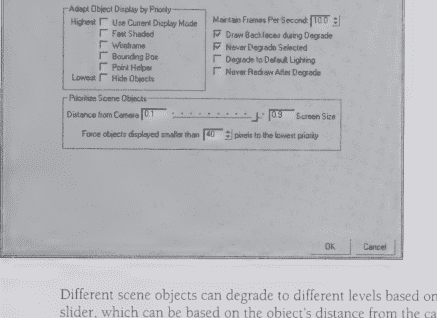 Adapt Object Display by Priority
Highest Use Current Display Mode
Fast Shaded
Wireframe
Bounding Box
Point Helper
Lowest Hide Objects
Maintain Frames Per Second: 10.0
Draw Backfaces during Degrade
Never Degrade Selected
Degrade to Default Lighting
Never Redraw After Degrade
Prioritize Scene Objects
Distance from Camera 0.1 0.9 Screen Size
Force objects displayed smaller than 40 pixels to the lowest priority
OK Cancel
Different scene objects can degrade to different levels based on
slider, which can be based on the object's distance from the ca